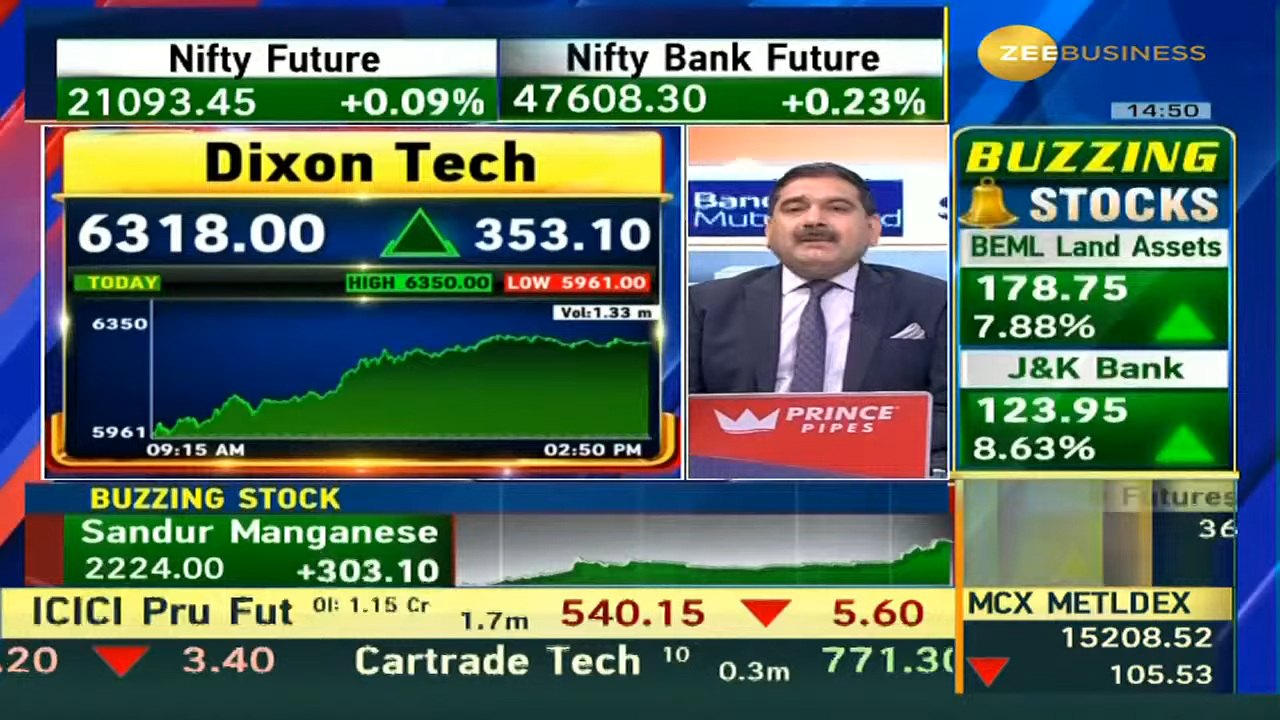 Nifty Future
21093.45 +0.09%
Nifty Bank Future
47608.30 +0.23%
ZEEBUSINESS
14:50
Dixon Tech
6318.00 353.10
TODAY HIGH 6350.00 LOW 5961.00
Vol:1.33 m
6350
5961
09:15 AM 02:50 PM
PRINCE
PIPES
BUZZING
STOCKS
BEML Land Assets
178.75
7.88%
J&K Bank
123.95
8.63%
BUZZING STOCK
Sandur Manganese
2224.00 +303.10
Futures
36
ICICI Pru Fut OI: 1.15 Cr 1.7m 540.15 5.60
MCX METLDEX
15208.52
105.53
.20 3.40 Cartrade Tech 10 0.3m 771.30